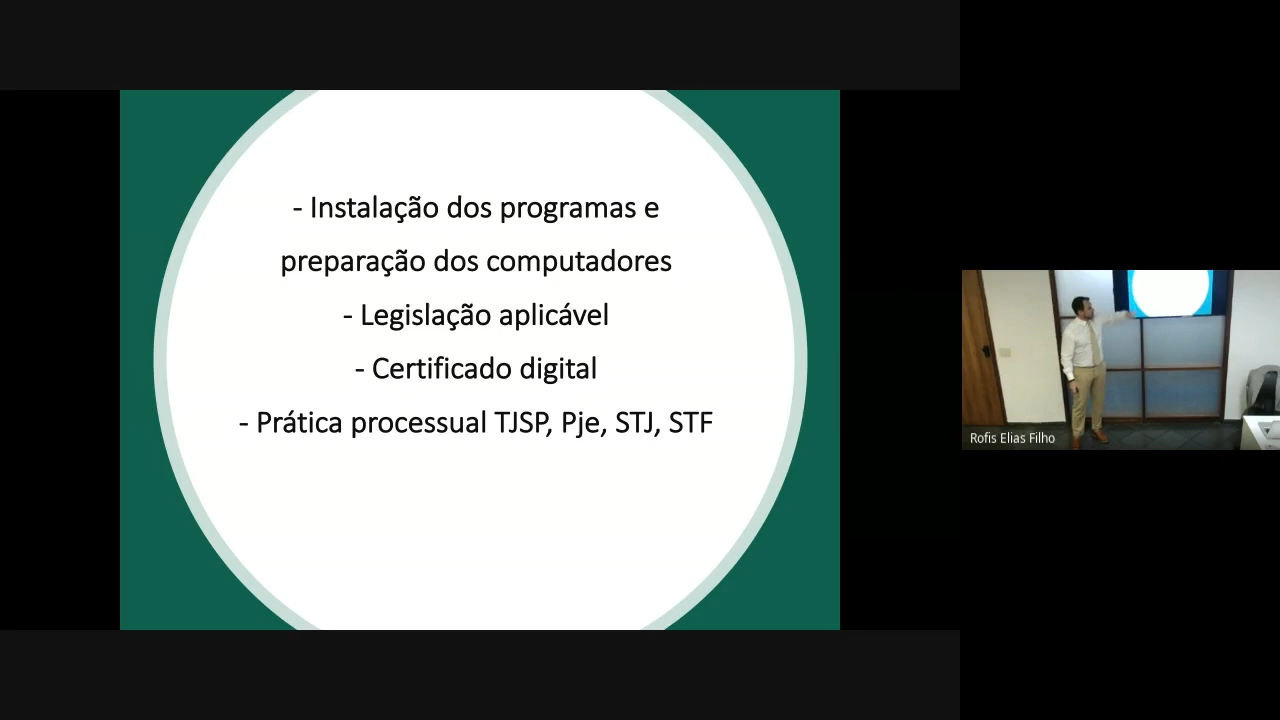 - Instalação dos programas e
preparação dos computadores
- Legislação aplicável
- Certificado digital
- Prática processual TJSP, Pje, STJ, STF
Rofis Elias Filho